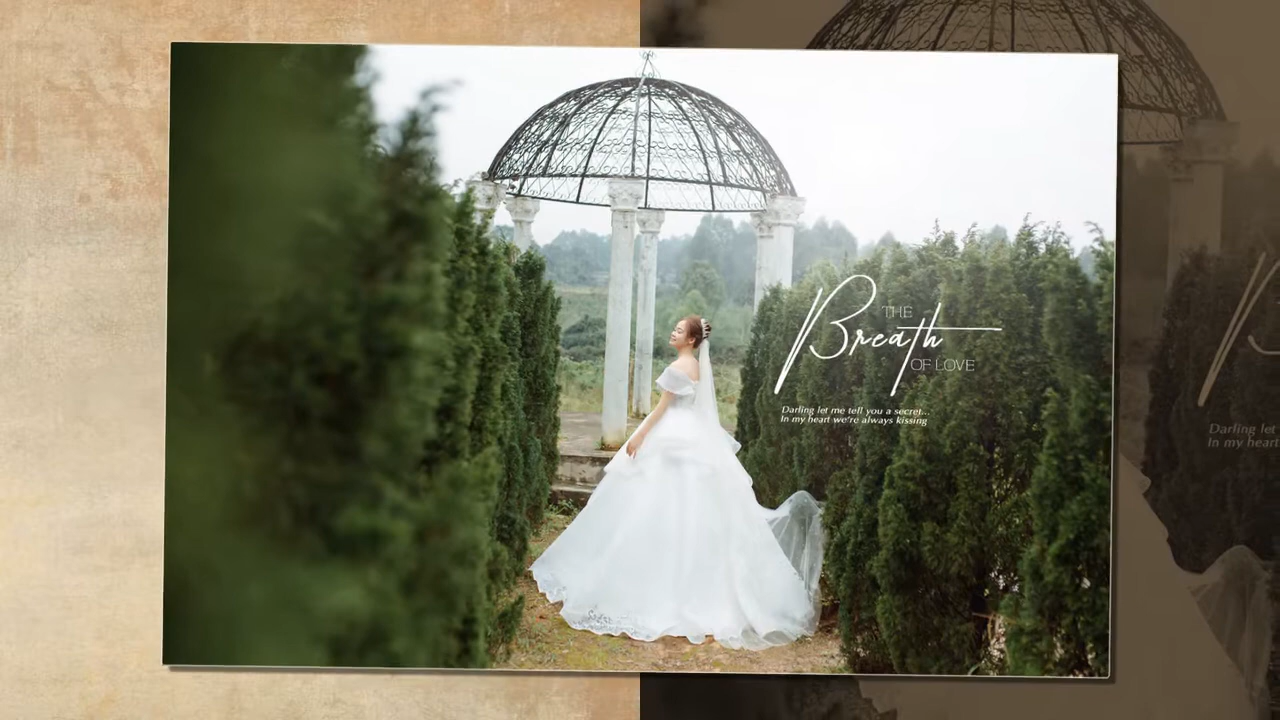 THE
Breath
OF LOVE
Darling let me tell you a secret...
In my heart we're always kissing
Darling let
In my heart